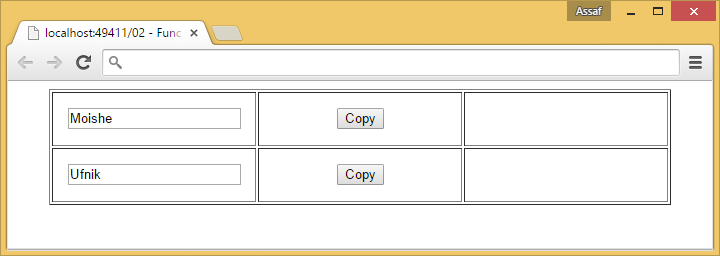 Assaf
localhost:49411/02 - Func
Moishe
Copy
Ufnik
Copy